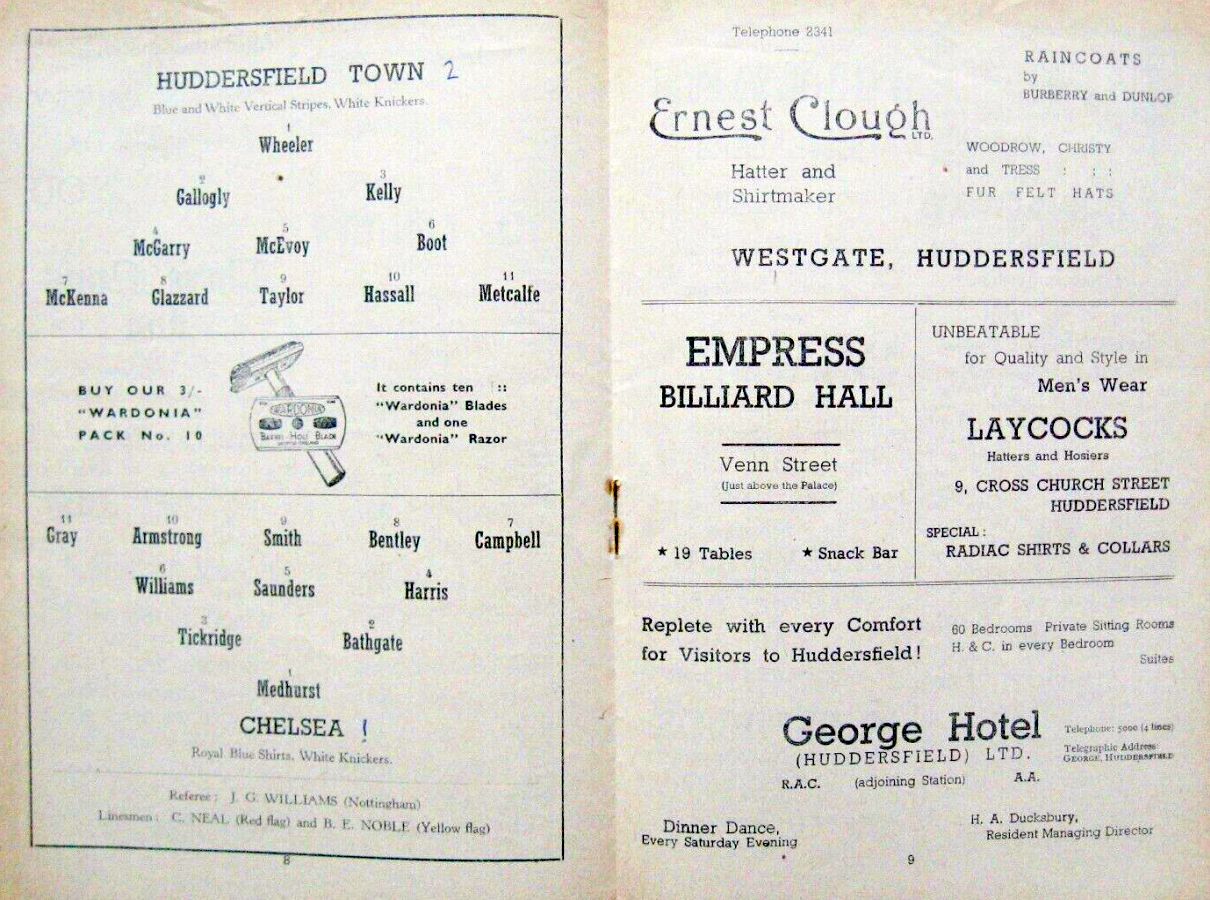 HUDDERSFIELD TOWN 2
Blue and White Vertical Stripes, White Knickers.
1
Wheeler
2 3
Gallogly Kelly
4 5 6
McGarry McEvoy Boot
7 8 9 10 11
McKenna Glazzard Taylor Hassall Metcalfe
BUY OUR 3/-
"WARDONIA"
PACK No. 10
WARDONIA
It contains ten ::
"Wardonia" Blades
and one
"Wardonia" Razor
11 10 9 8 7
Gray Armstrong Smith Bentley Campbell
6 5 4
Williams Saunders Harris
3 2
Tickridge Bathgate
1
Medhurst
CHELSEA !
Royal Blue Shirts, White Knickers.
Referee: J. G. WILLIAMS (Nottingham)
Linesmen: C. NEAL (Red flag) and B. E. NOBLE (Yellow flag)
8
Telephone 2341
Ernest Clough LTD.
Hatter and
Shirtmaker
RAINCOATS
by
BURBERRY and DUNLOP
WOODROW, CHRISTY
and TRESS : : :
FUR FELT HATS
WESTGATE, HUDDERSFIELD
EMPRESS
BILLIARD HALL
Venn Street
(Just above the Palace)
★ 19 Tables ★ Snack Bar
UNBEATABLE
for Quality and Style in
Men's Wear
LAYCOCKS
Hatters and Hosiers
9, CROSS CHURCH STREET
HUDDERSFIELD
SPECIAL:
RADIAC SHIRTS & COLLARS
Replete with every Comfort
for Visitors to Huddersfield!
60 Bedrooms Private Sitting Rooms
H. & C. in every Bedroom
Suites
George Hotel
(HUDDERSFIELD) LTD.
R.A.C. (adjoining Station) A.A.
Telephone: 5000 (4 lines)
Telegraphic Address:
GEORGE, HUDDERSFIELD
Dinner Dance,
Every Saturday Evening
H. A. Ducksbury,
Resident Managing Director
9